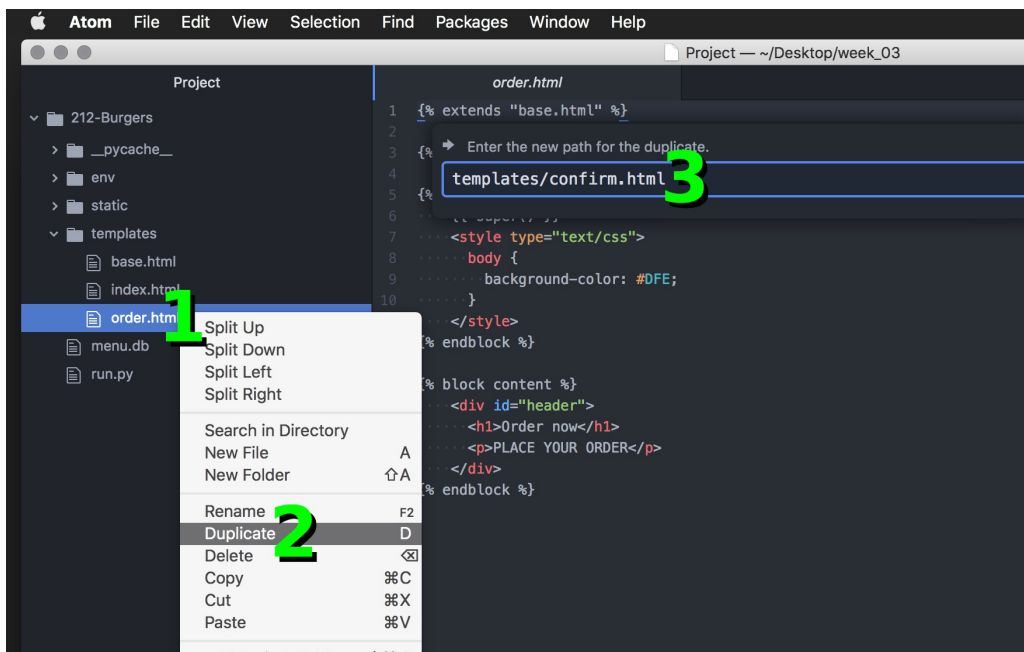 Atom File Edit View Selection Find Packages Window Help
Project — ~/Desktop/week_03
Project
212-Burgers
__pycache__
env
static
templates
base.html
index.html
order.html
menu.db
run.py
order.html
1 {% extends "base.html" %}
2
3 {%
4
5 {%
6 {{ super() }}
7 <style type="text/css">
8 body {
9 background-color: #DFE;
10 }
</style>
{% endblock %}
{% block content %}
<div id="header">
<h1>Order now</h1>
<p>PLACE YOUR ORDER</p>
</div>
{% endblock %}
Enter the new path for the duplicate.
templates/confirm.html
3
1
Split Up
Split Down
Split Left
Split Right
Search in Directory
New File A
New Folder ⇧A
Rename F2
Duplicate D
2
Delete ⌫
Copy ⌘C
Cut ⌘X
Paste ⌘V